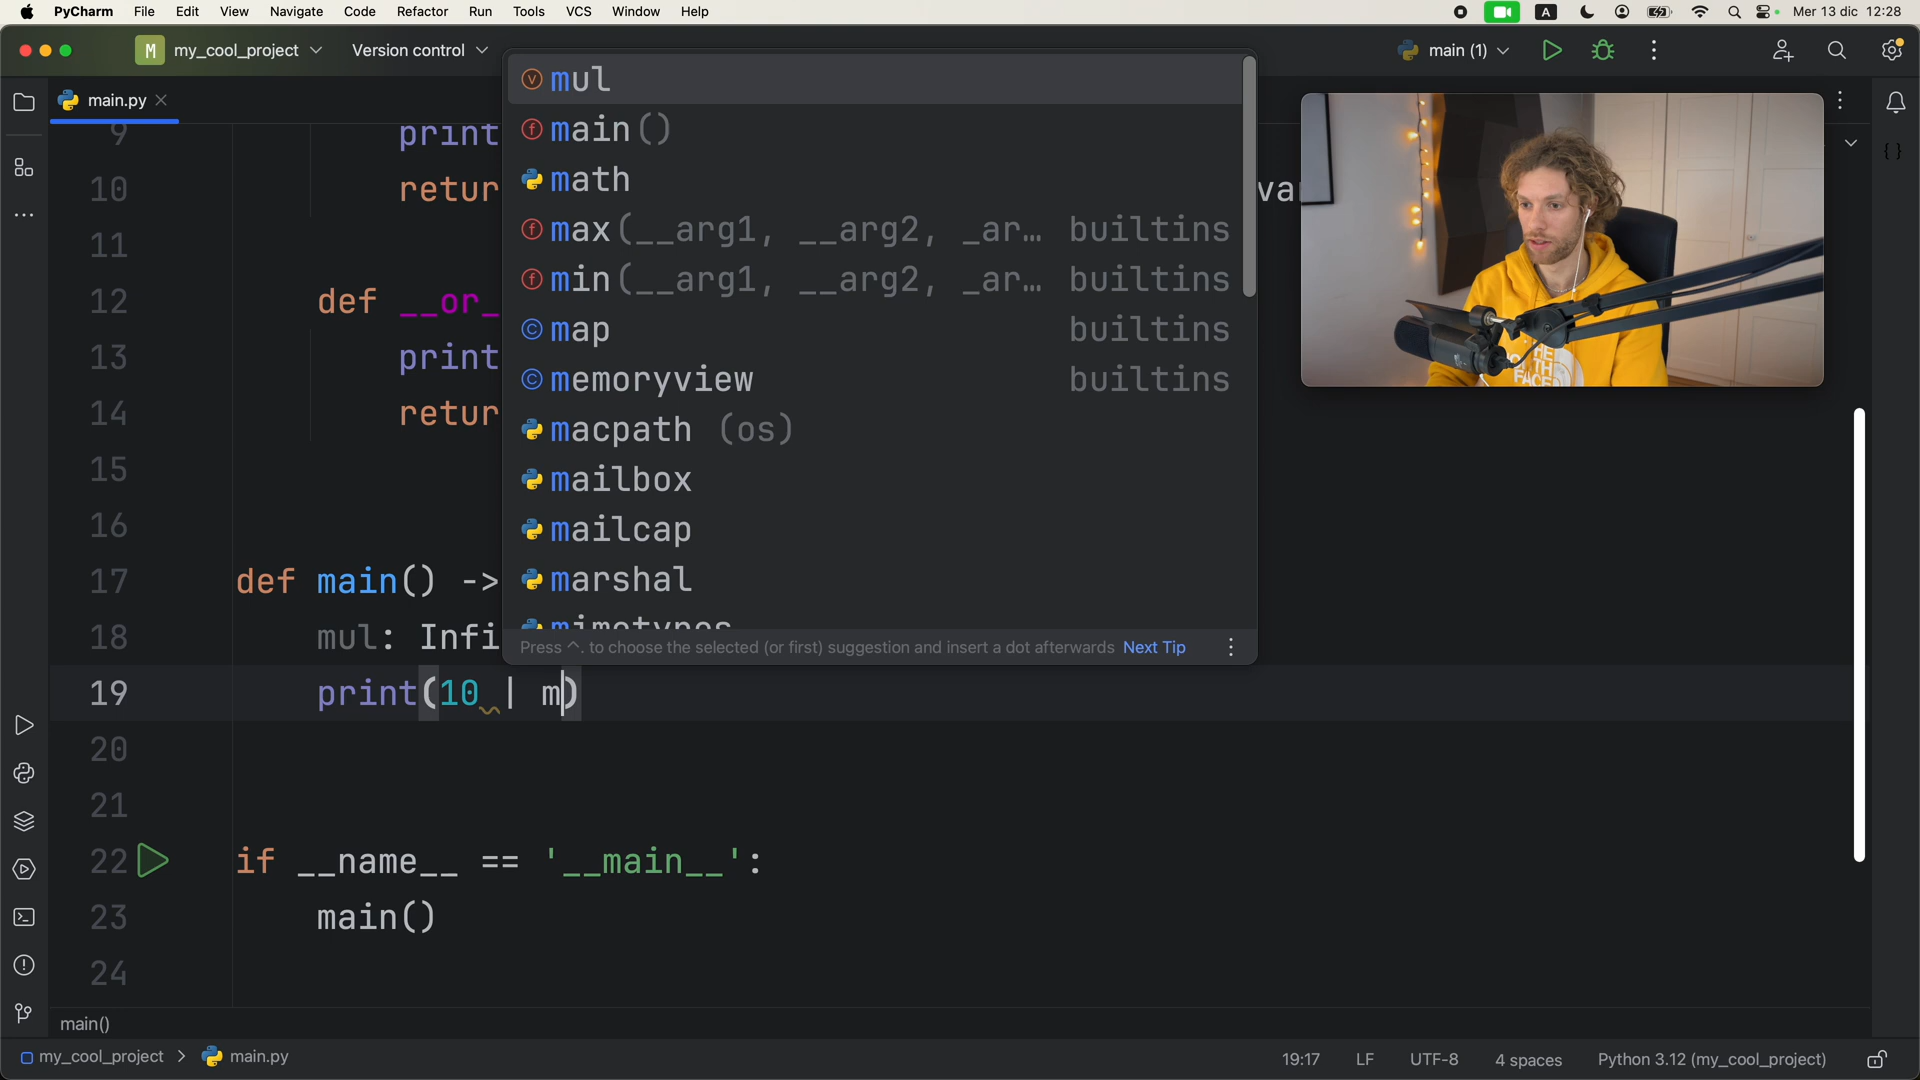 PyCharm File Edit View Navigate Code Refactor Run Tools VCS Window Help A Mer 13 dic 12:28
M my_cool_project Version control main (1)
main.py
mul
main()
math
max(__arg1, __arg2, _ar… builtins
min(__arg1, __arg2, _ar… builtins
map builtins
memoryview builtins
macpath (os)
mailbox
mailcap
marshal
mimetypes
Press ^. to choose the selected (or first) suggestion and insert a dot afterwards Next Tip
9 print
10 retur var
11
12 def __or_
13 print
14 retur
15
16
17 def main() ->
18 mul: Infi
19 print(10 | m)
20
21
22 if __name__ == '__main__':
23 main()
24
THE NORTH FACE
main()
my_cool_project > main.py 19:17 LF UTF-8 4 spaces Python 3.12 (my_cool_project)